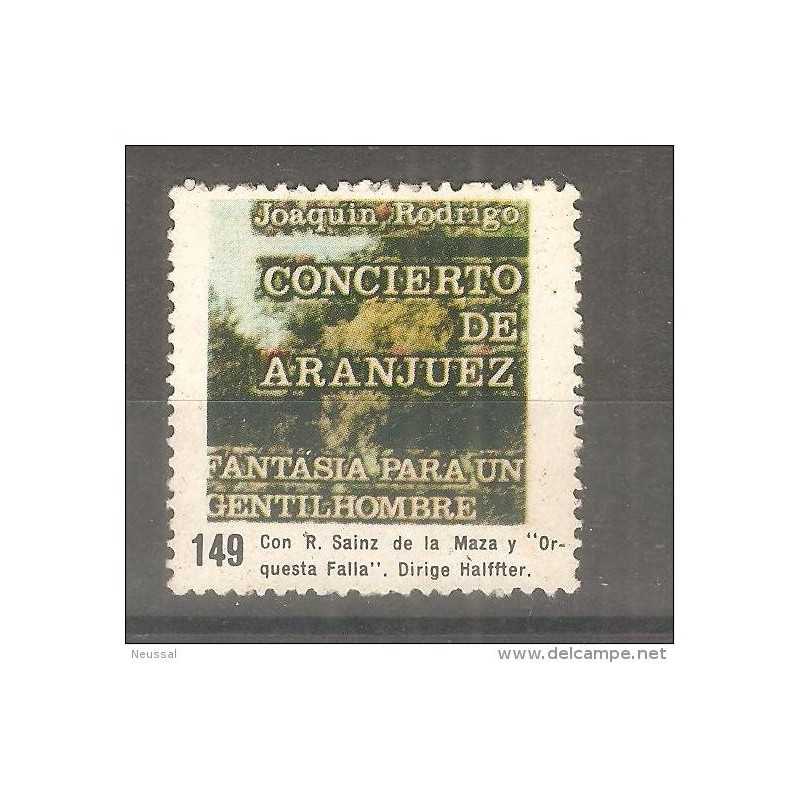 Joaquín Rodrigo
CONCIERTO
DE
ARANJUEZ
FANTASIA PARA UN
GENTILHOMBRE
149 Con R. Sainz de la Maza y "Or-
questa Falla". Dirige Halffter.
Neussal
www.delcampe.net